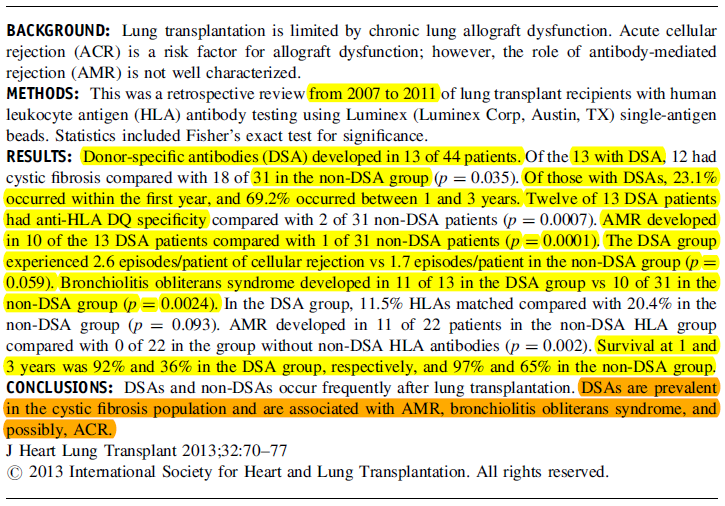 BACKGROUND: Lung transplantation is limited by chronic lung allograft dysfunction. Acute cellular
rejection (ACR) is a risk factor for allograft dysfunction; however, the role of antibody-mediated
rejection (AMR) is not well characterized.
METHODS: This was a retrospective review from 2007 to 2011 of lung transplant recipients with human
leukocyte antigen (HLA) antibody testing using Luminex (Luminex Corp, Austin, TX) single-antigen
beads. Statistics included Fisher's exact test for significance.
RESULTS: Donor-specific antibodies (DSA) developed in 13 of 44 patients. Of the 13 with DSA, 12 had
cystic fibrosis compared with 18 of 31 in the non-DSA group (p = 0.035). Of those with DSAs, 23.1%
occurred within the first year, and 69.2% occurred between 1 and 3 years. Twelve of 13 DSA patients
had anti-HLA DQ specificity compared with 2 of 31 non-DSA patients (p = 0.0007). AMR developed
in 10 of the 13 DSA patients compared with 1 of 31 non-DSA patients (p = 0.0001). The DSA group
experienced 2.6 episodes/patient of cellular rejection vs 1.7 episodes/patient in the non-DSA group (p =
0.059). Bronchiolitis obliterans syndrome developed in 11 of 13 in the DSA group vs 10 of 31 in the
non-DSA group (p = 0.0024). In the DSA group, 11.5% HLAs matched compared with 20.4% in the
non-DSA group (p = 0.093). AMR developed in 11 of 22 patients in the non-DSA HLA group
compared with 0 of 22 in the group without non-DSA HLA antibodies (p = 0.002). Survival at 1 and
3 years was 92% and 36% in the DSA group, respectively, and 97% and 65% in the non-DSA group.
CONCLUSIONS: DSAs and non-DSAs occur frequently after lung transplantation. DSAs are prevalent
in the cystic fibrosis population and are associated with AMR, bronchiolitis obliterans syndrome, and
possibly, ACR.
J Heart Lung Transplant 2013;32:70–77
© 2013 International Society for Heart and Lung Transplantation. All rights reserved.